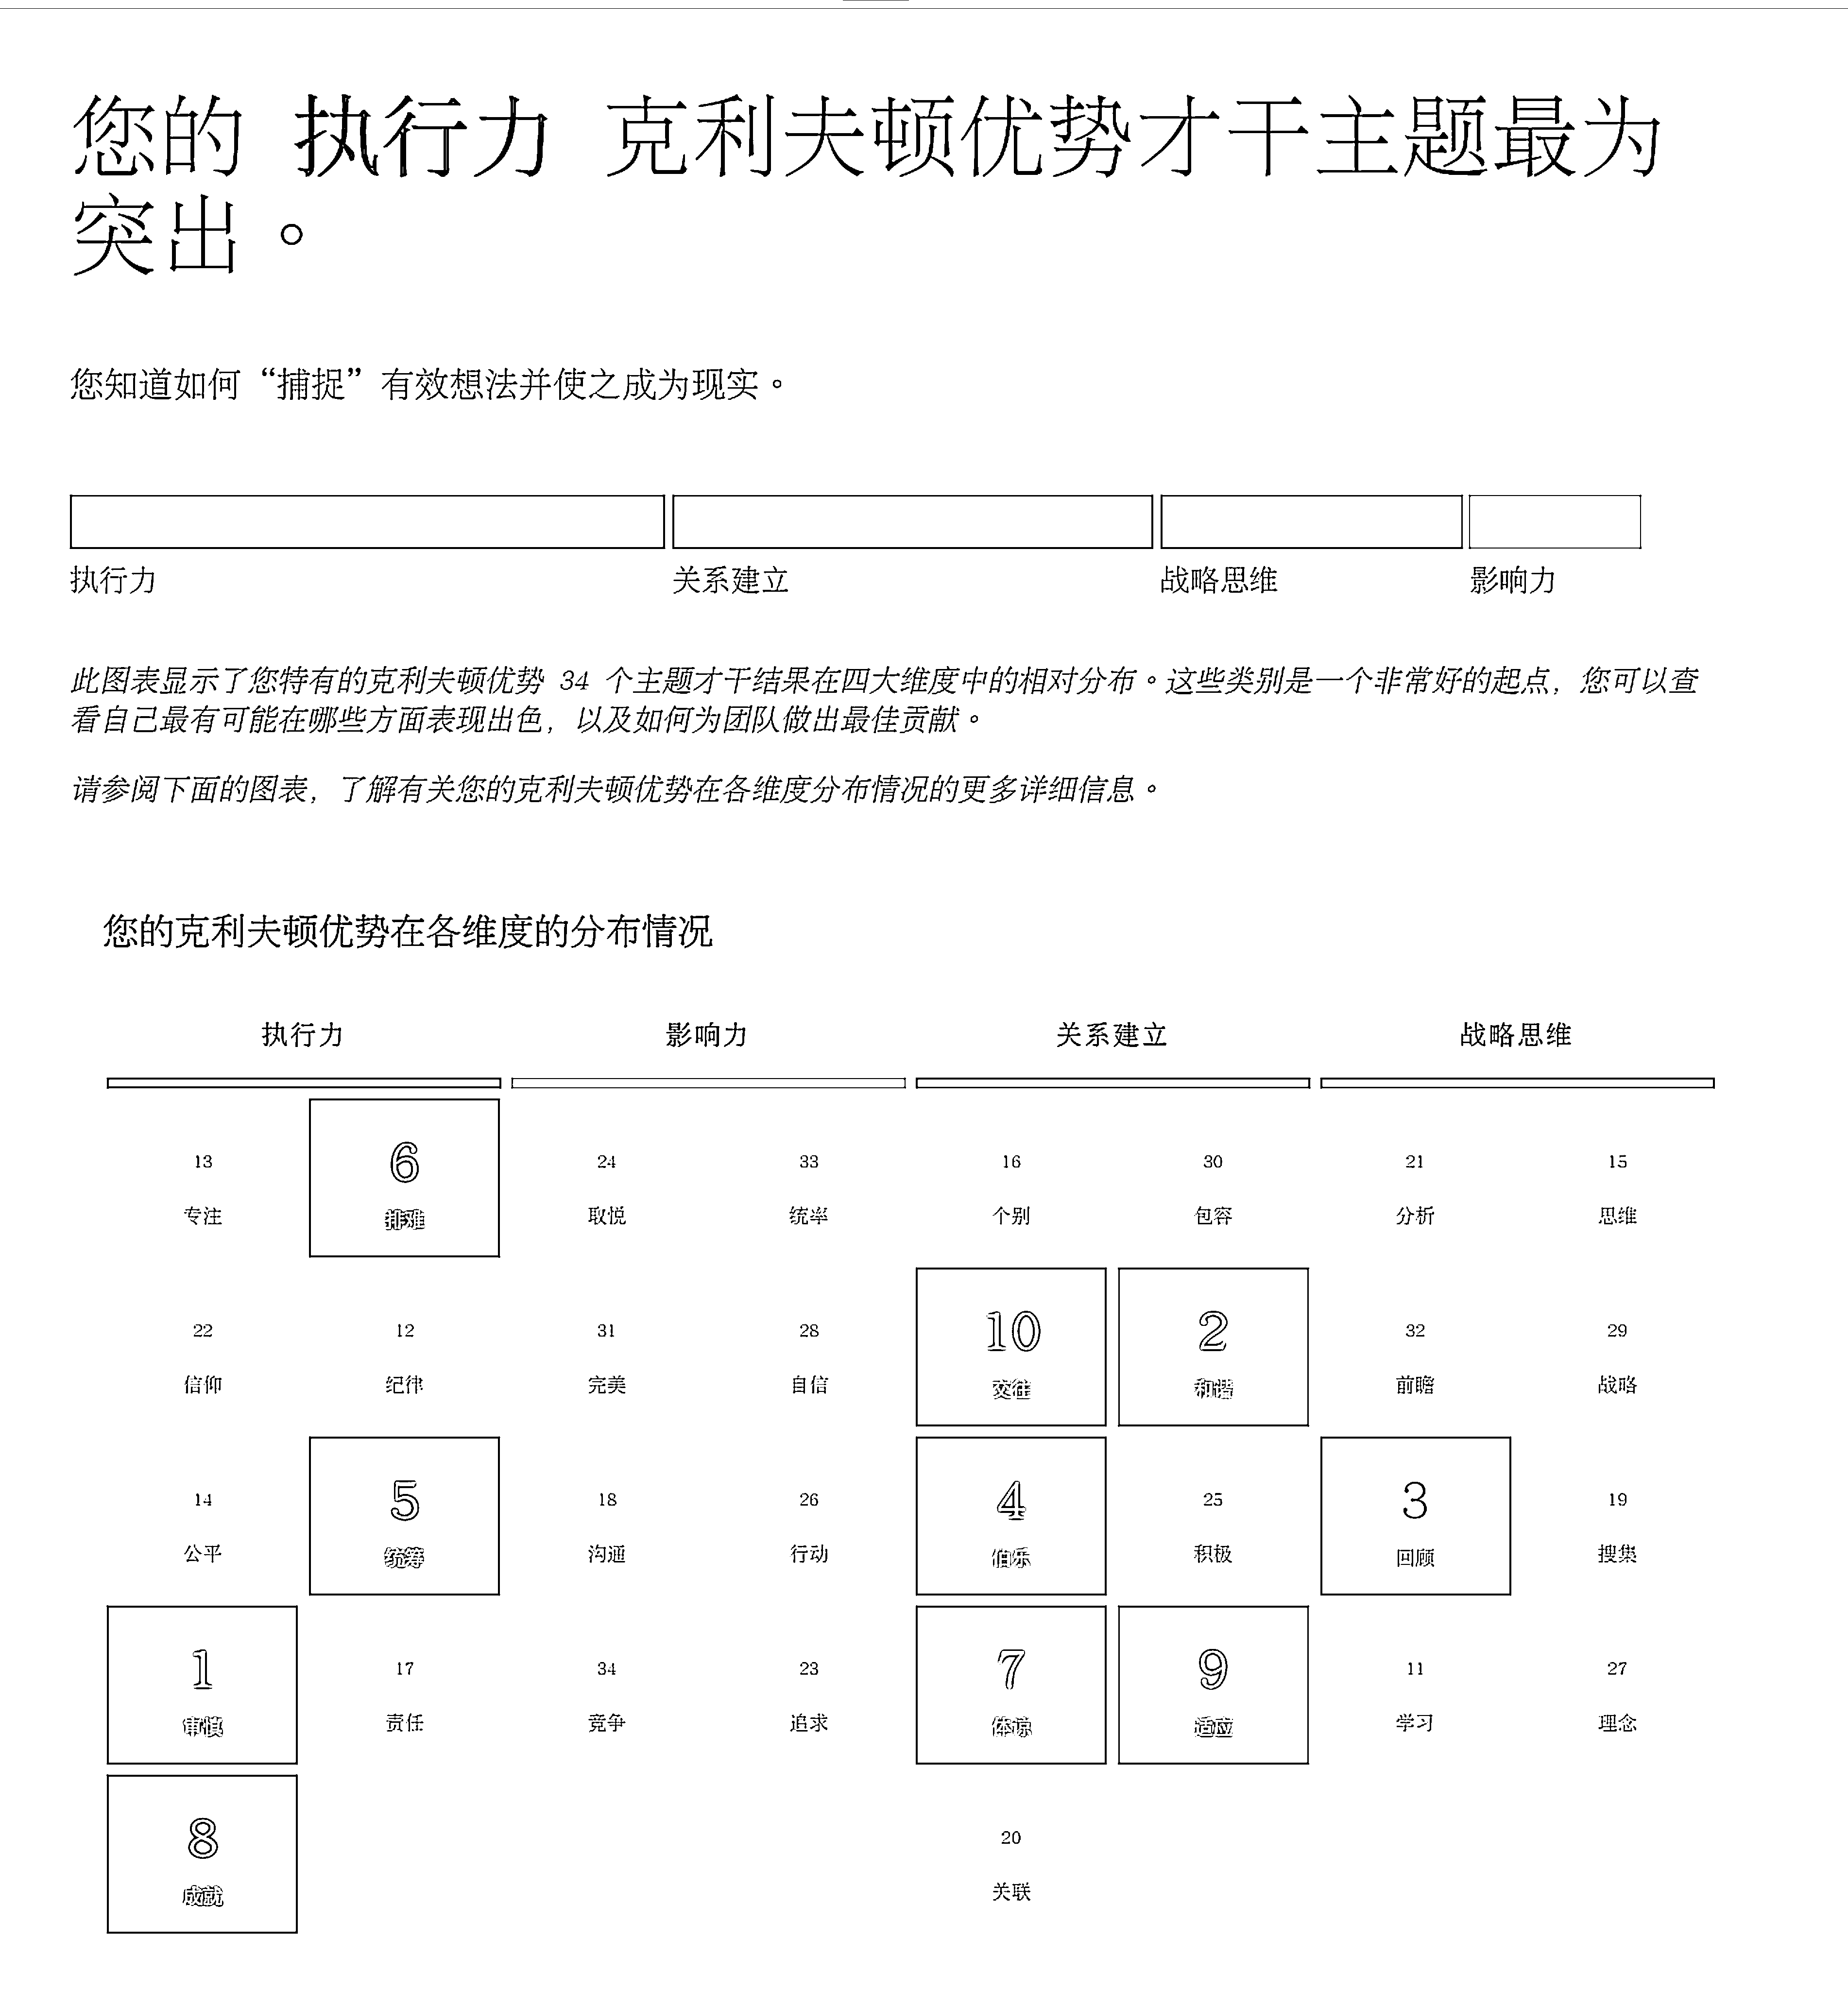 您的 执行力 克利夫顿优势才干主题最为
突出。
您知道如何“捕捉”有效想法并使之成为现实。
执行力 关系建立 战略思维 影响力
此图表显示了您特有的克利夫顿优势 34 个主题才干结果在四大维度中的相对分布。这些类别是一个非常好的起点，您可以查
看自己最有可能在哪些方面表现出色，以及如何为团队做出最佳贡献。
请参阅下面的图表，了解有关您的克利夫顿优势在各维度分布情况的更多详细信息。
您的克利夫顿优势在各维度的分布情况
执行力 影响力 关系建立 战略思维
13 6 24 33 16 30 21 15
专注 排难 取悦 统率 个别 包容 分析 思维
22 12 31 28 10 2 32 29
信仰 纪律 完美 自信 交往 和谐 前瞻 战略
14 5 18 26 4 25 3 19
公平 统筹 沟通 行动 伯乐 积极 回顾 搜集
1 17 34 23 7 9 11 27
审慎 责任 竞争 追求 体谅 适应 学习 理念
8 20
成就 关联